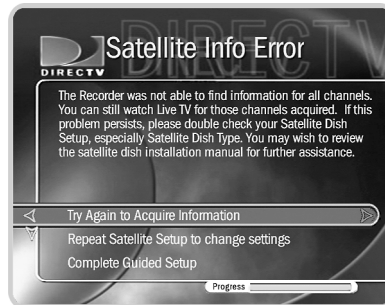 DIRECTV
Satellite Info Error
DIRECTV
The Recorder was not able to find information for all channels.
You can still watch Live TV for those channels acquired. If this
problem persists, please double check your Satellite Dish
Setup, especially Satellite Dish Type. You may wish to review
the satellite dish installation manual for further assistance.
Try Again to Acquire Information
Repeat Satellite Setup to change settings
Complete Guided Setup
Progress